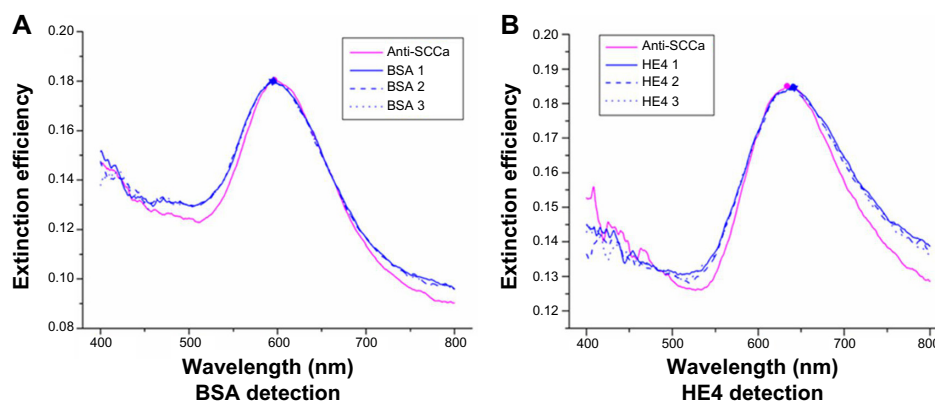 A
Extinction efficiency
0.20
0.18
0.16
0.14
0.12
0.10
0.08
Anti-SCCa
BSA 1
BSA 2
BSA 3
400
500
600
700
800
Wavelength (nm)
BSA detection
B
Extinction efficiency
0.20
0.19
0.18
0.17
0.16
0.15
0.14
0.13
0.12
Anti-SCCa
HE4 1
HE4 2
HE4 3
400
500
600
700
800
Wavelength (nm)
HE4 detection